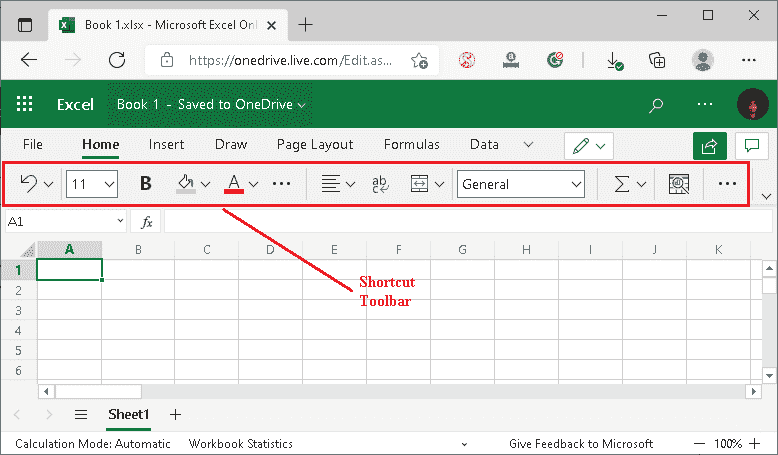 Book 1.xlsx - Microsoft Excel Onl
https://onedrive.live.com/Edit.as...
Excel Book 1 - Saved to OneDrive
File Home Insert Draw Page Layout Formulas Data
11 B A ab c General Σ
A1 fx
A B C D E F G H I J K
1
2
3
4
5
6
Shortcut
Toolbar
Sheet1
Calculation Mode: Automatic Workbook Statistics Give Feedback to Microsoft 100%